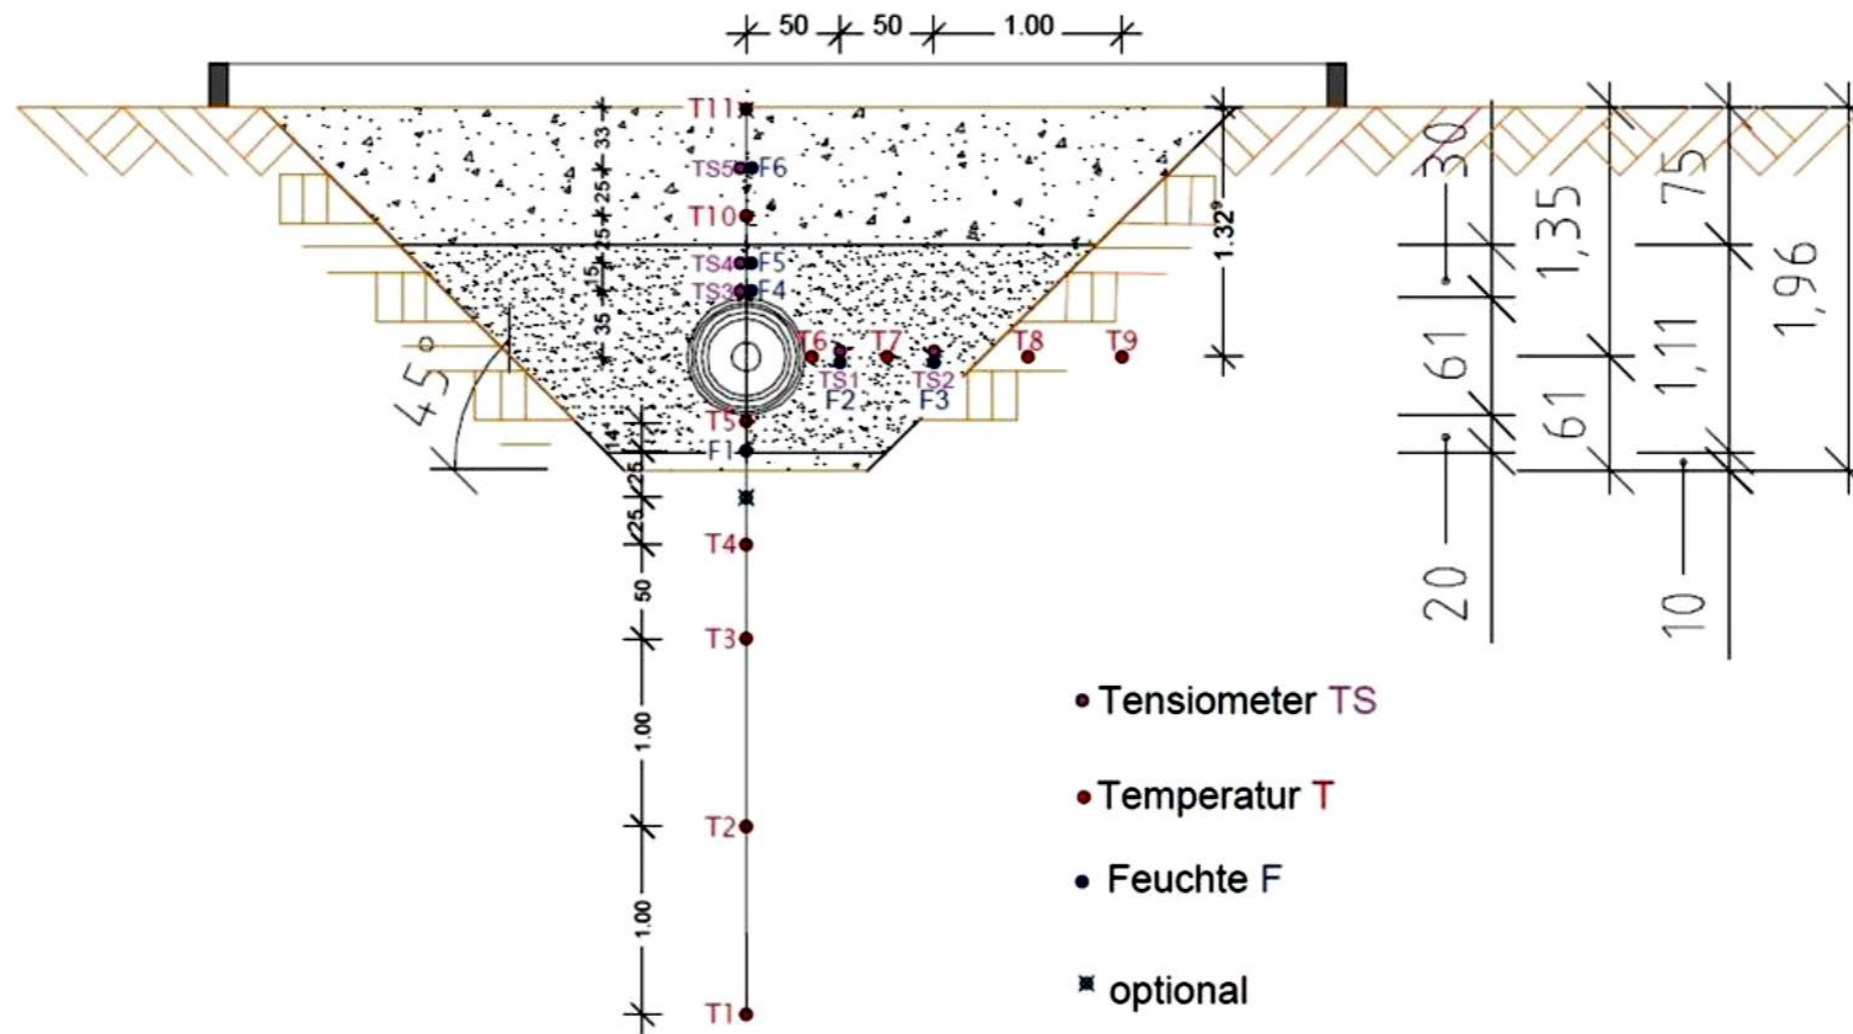 50 50 1.00
T11
33
TS5 F6
25
T10
25
TS4 F5
15
TS3 F4
35
T6 T7 T8 T9
TS1 TS2
F2 F3
T5
14
F1
25
25
T4
50
T3
1.00
T2
1.00
T1
45°
1.32⁹
30
61
20
1,35
61
75
1,11
10
1,96
Tensiometer TS
Temperatur T
Feuchte F
optional